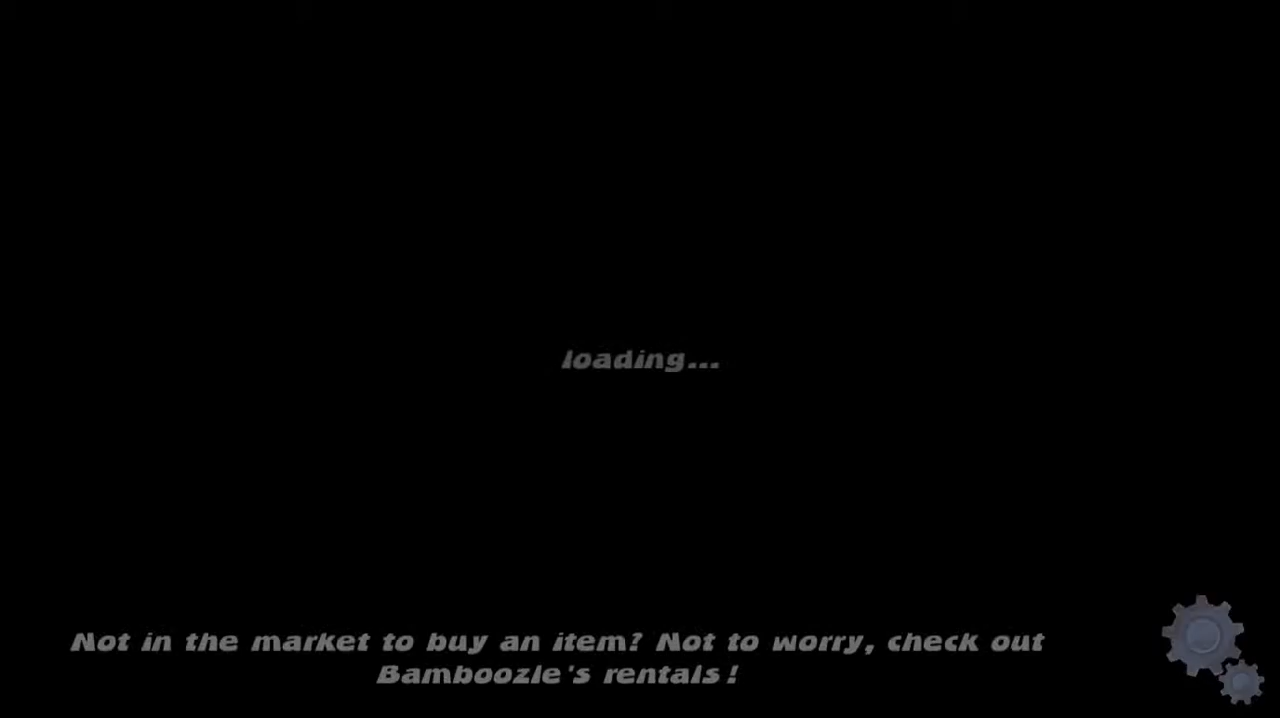 loading...
Not in the market to buy an item? Not to worry, check out
Bamboozle's rentals!